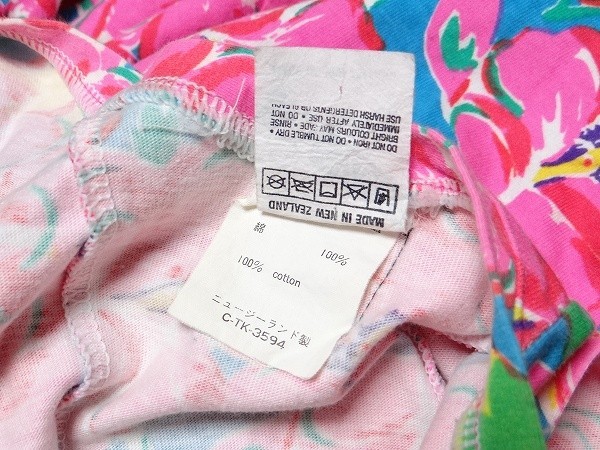 MADE IN NEW ZEALAND
DO NOT TUMBLE DRY •
• DO NOT IRON • RINSE
BRIGHT COLOURS MAY FADE •
IMMEDIATELY AFTER USE • DO NOT
USE HARSH DETERGENTS OR BLEACH
綿 100%
100% cotton
ニュージーランド製
C-TK-3594